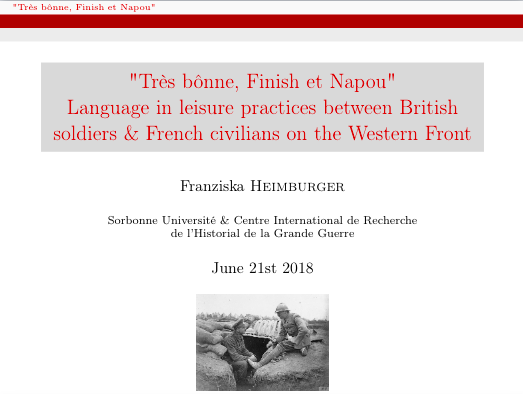 "Très bônne, Finish et Napou"
"Très bônne, Finish et Napou"
Language in leisure practices between British
soldiers & French civilians on the Western Front
Franziska HEIMBURGER
Sorbonne Université & Centre International de Recherche
de l'Historial de la Grande Guerre
June 21st 2018